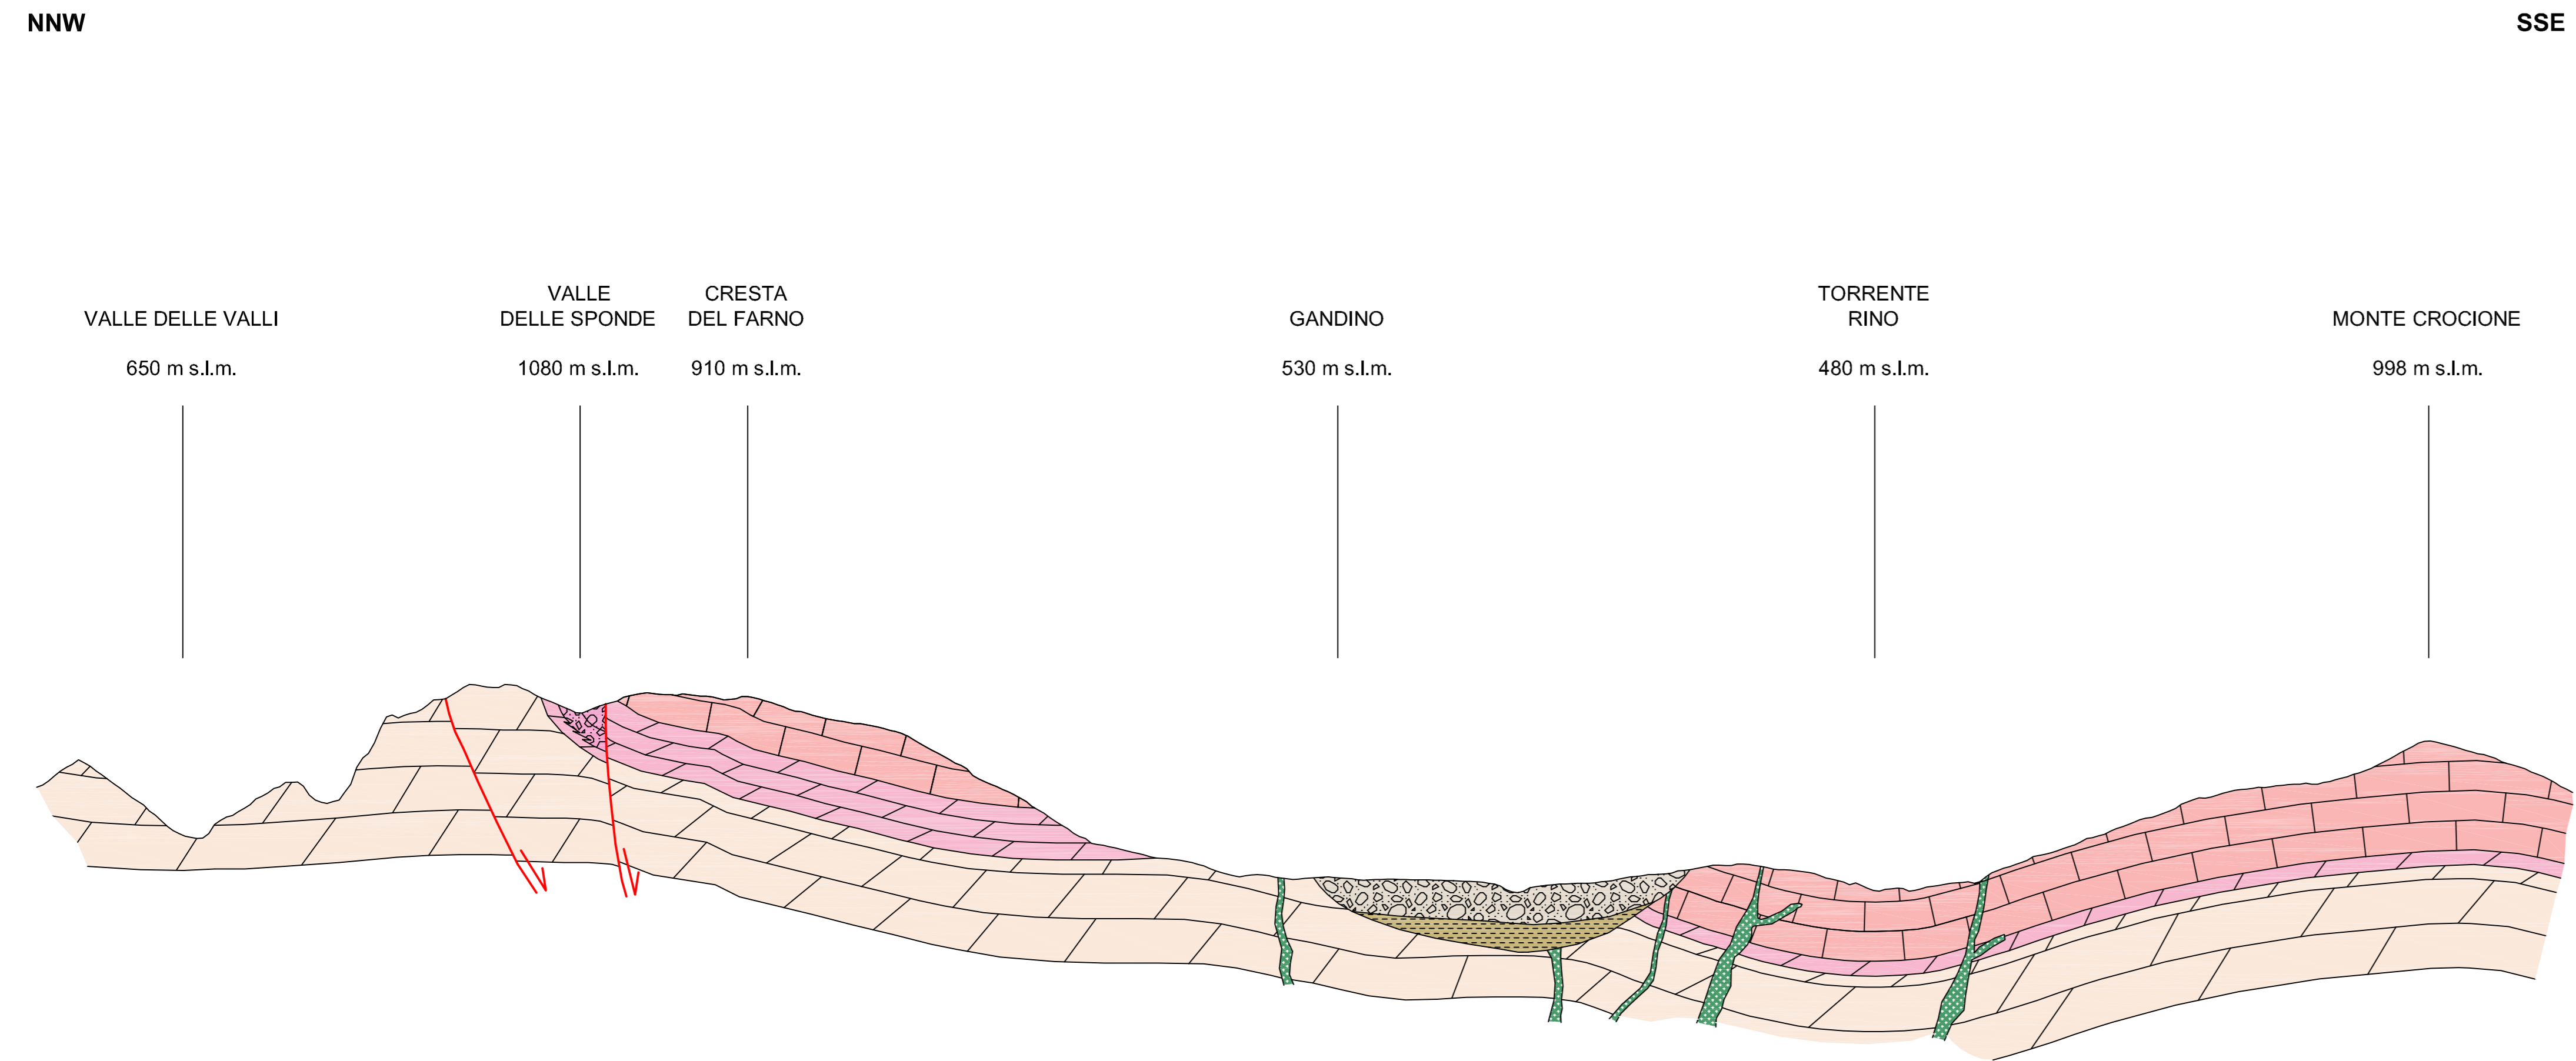 NNW
SSE
VALLE DELLE VALLI
650 m s.l.m.
VALLE
DELLE SPONDE
1080 m s.l.m.
CRESTA
DEL FARNO
910 m s.l.m.
GANDINO
530 m s.l.m.
TORRENTE
RINO
480 m s.l.m.
MONTE CROCIONE
998 m s.l.m.